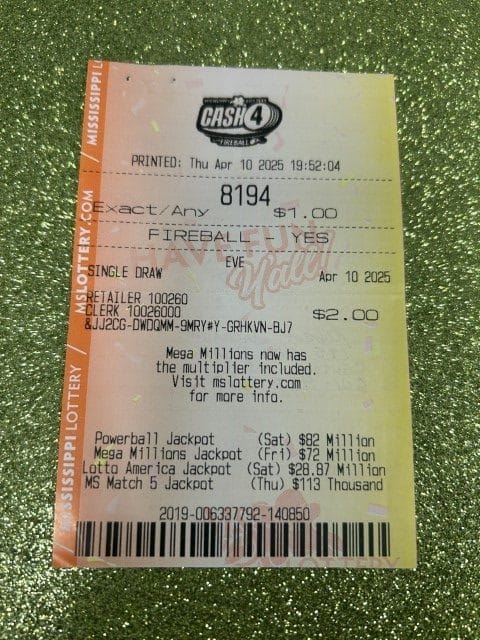 MISSISSIPPI L
MSLOTTERY.COM
MISSISSIPPI LOTTERY
CASH 4
FIREBALL
PRINTED: Thu Apr 10 2025 19:52:04
8194
Exact/Any $1.00
FIREBALL - YES
HAVE FUN
Y'all
EVE
SINGLE DRAW Apr 10 2025
RETAILER 100260
CLERK 10026000 $2.00
&JJ2CG-DWDQMM-9MRY#Y-GRHKVN-BJ7
Mega Millions now has
the multiplier included.
Visit mslottery.com
for more info.
Powerball Jackpot (Sat) $82 Million
Mega Millions Jackpot (Fri) $72 Million
Lotto America Jackpot (Sat) $28.87 Million
MS Match 5 Jackpot (Thu) $113 Thousand
2019-006337792-140850
LOTTERY